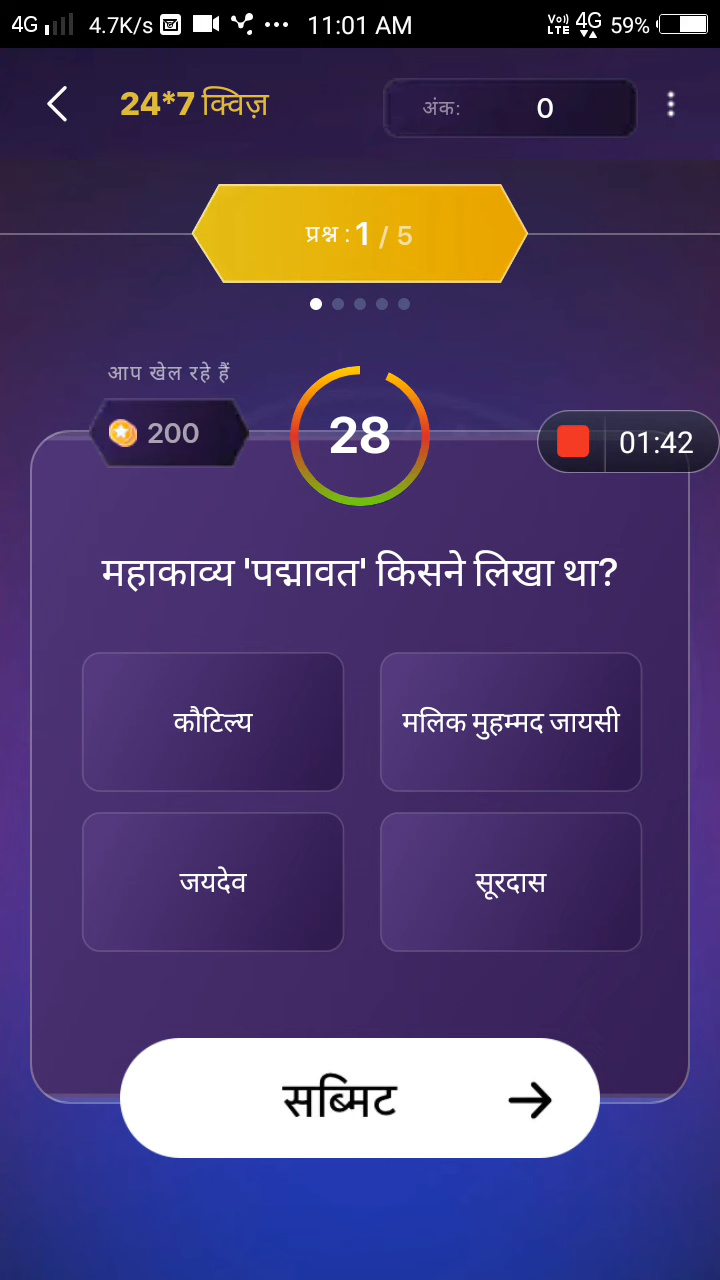 4G 4.7K/s 11:01 AM Vo)) LTE 4G 59%
24*7 क्विज़
अंक: 0
प्रश्न : 1 / 5
आप खेल रहे हैं
200
28
01:42
महाकाव्य 'पद्मावत' किसने लिखा था?
कौटिल्य
मलिक मुहम्मद जायसी
जयदेव
सूरदास
सब्मिट